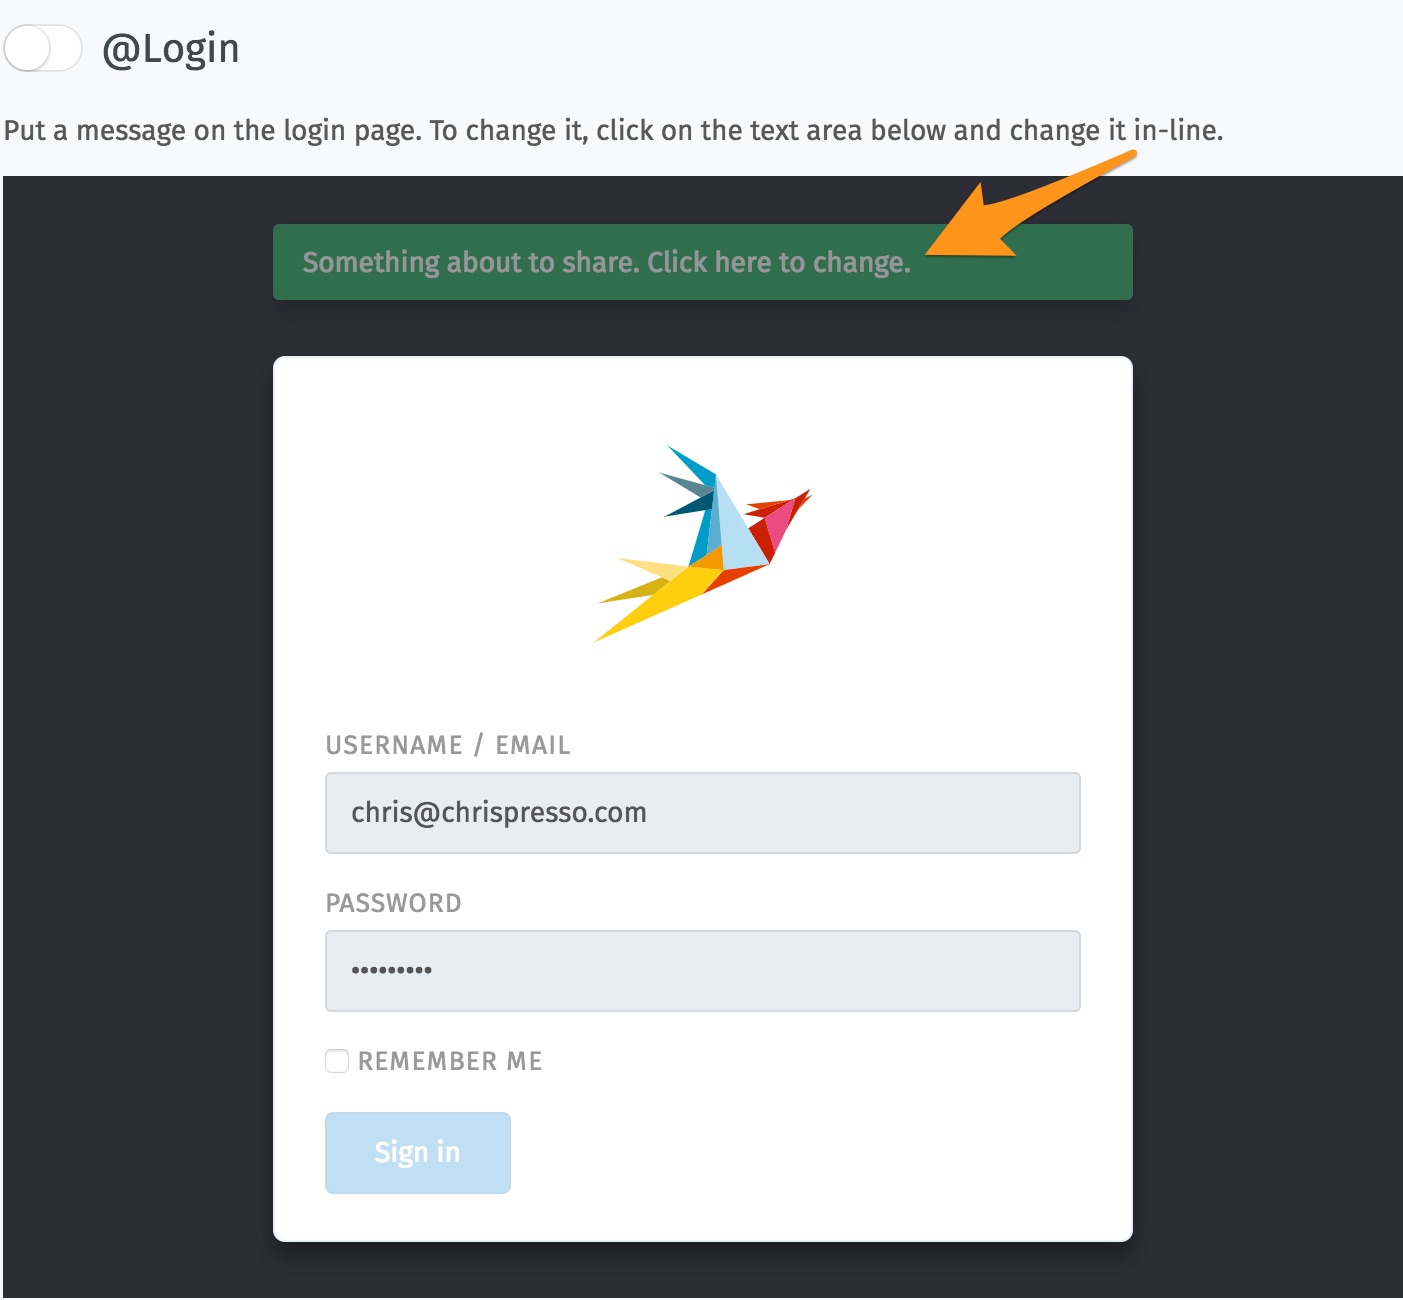 @Login
Put a message on the login page. To change it, click on the text area below and change it in-line.
Something about to share. Click here to change.
USERNAME / EMAIL
chris@chrispresso.com
PASSWORD
•••••••••
REMEMBER ME
Sign in